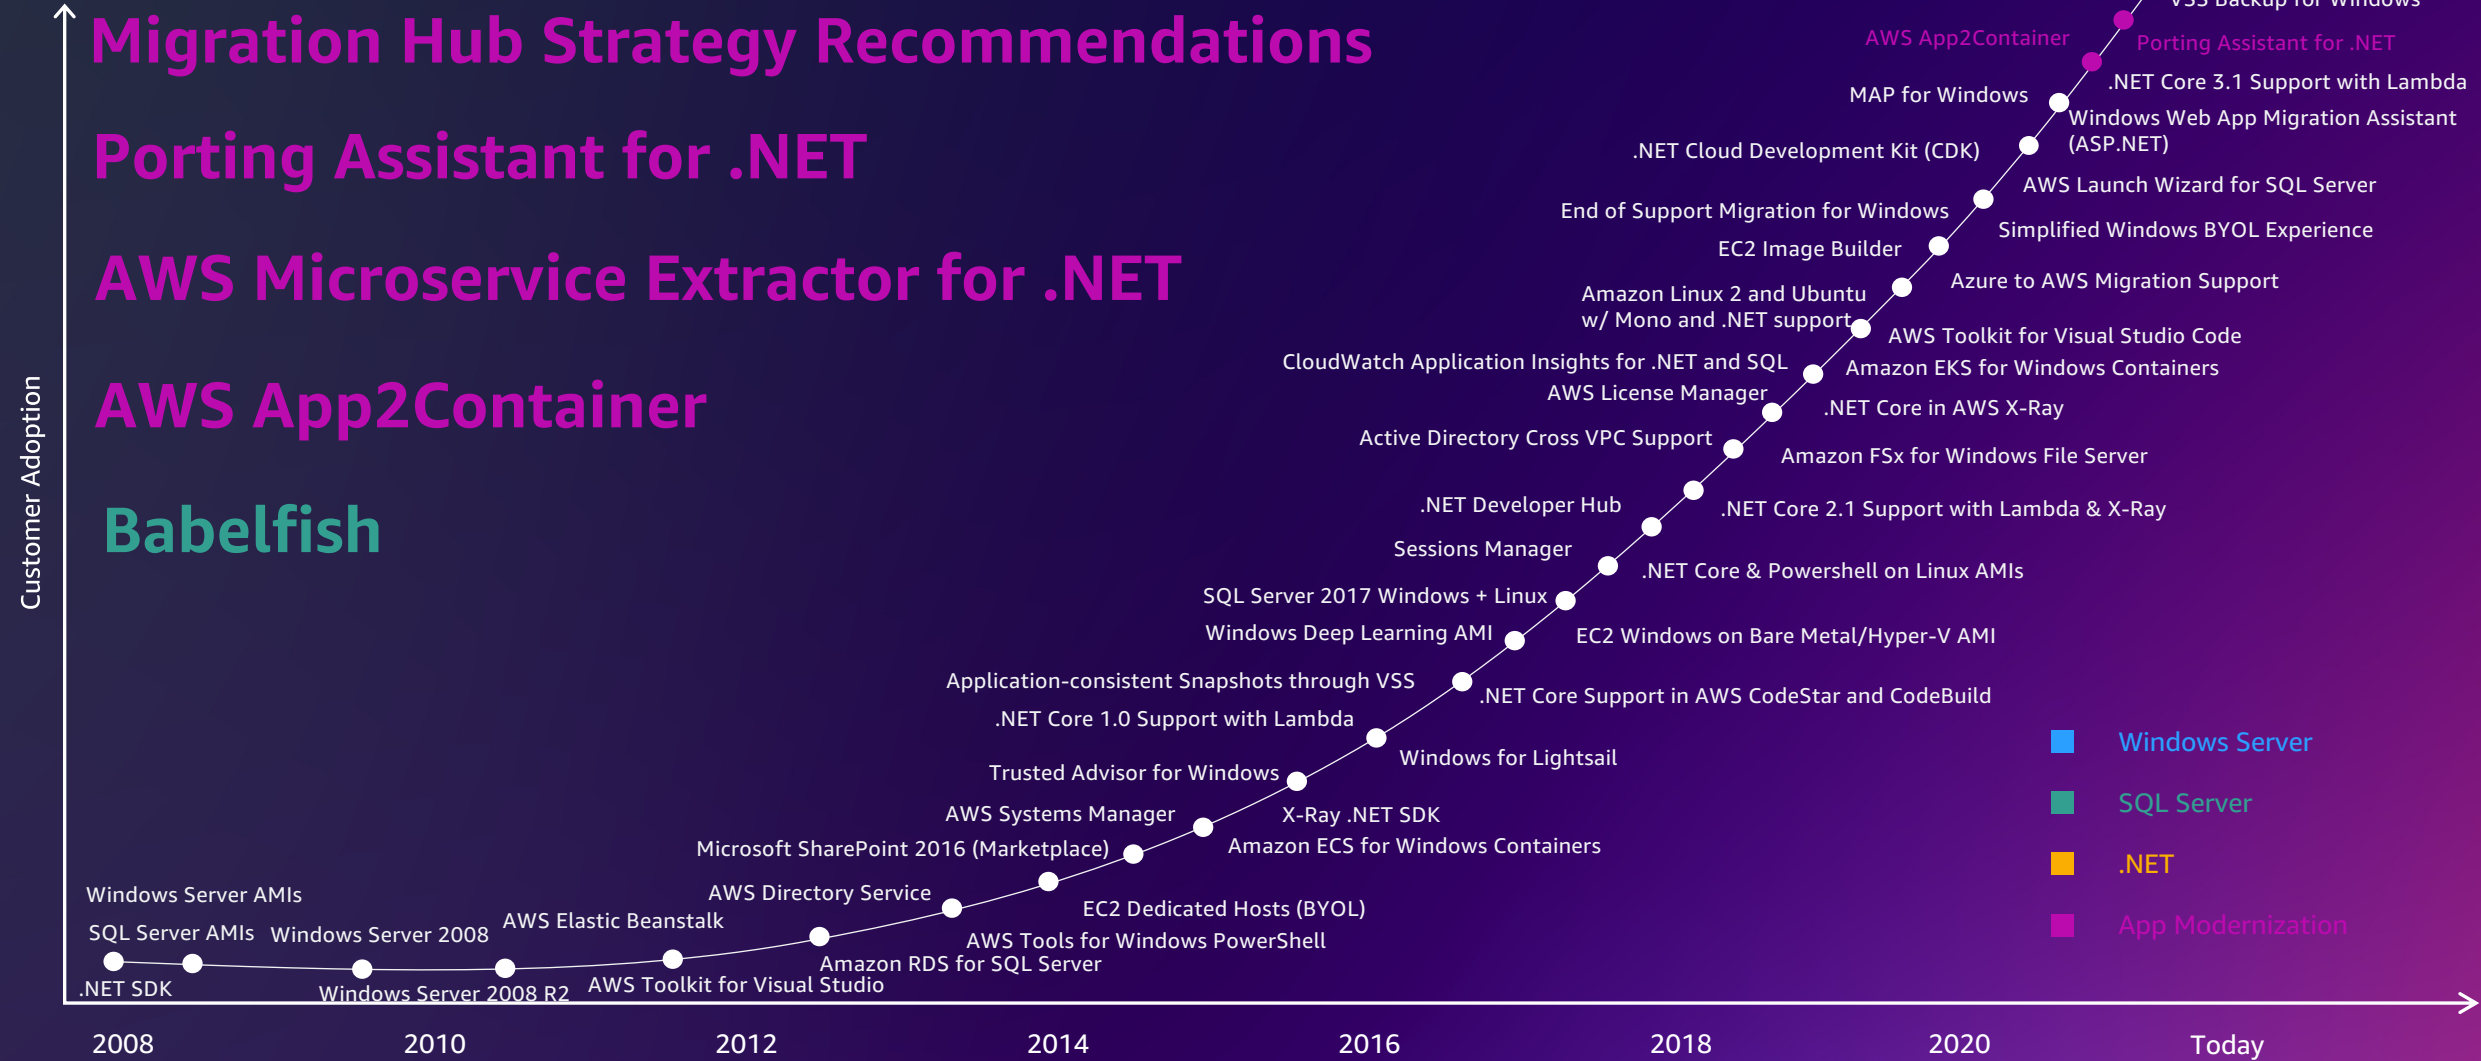 VSS Backup for Windows
Migration Hub Strategy Recommendations
AWS App2Container
Porting Assistant for .NET
.NET Core 3.1 Support with Lambda
MAP for Windows
Windows Web App Migration Assistant
(ASP.NET)
Porting Assistant for .NET
.NET Cloud Development Kit (CDK)
AWS Launch Wizard for SQL Server
End of Support Migration for Windows
Simplified Windows BYOL Experience
EC2 Image Builder
AWS Microservice Extractor for .NET
Azure to AWS Migration Support
Amazon Linux 2 and Ubuntu
w/ Mono and .NET support
AWS Toolkit for Visual Studio Code
CloudWatch Application Insights for .NET and SQL
Amazon EKS for Windows Containers
AWS License Manager
.NET Core in AWS X-Ray
AWS App2Container
Active Directory Cross VPC Support
Amazon FSx for Windows File Server
Customer Adoption
.NET Developer Hub
.NET Core 2.1 Support with Lambda & X-Ray
Babelfish
Sessions Manager
.NET Core & Powershell on Linux AMIs
SQL Server 2017 Windows + Linux
Windows Deep Learning AMI
EC2 Windows on Bare Metal/Hyper-V AMI
Application-consistent Snapshots through VSS
.NET Core Support in AWS CodeStar and CodeBuild
.NET Core 1.0 Support with Lambda
Windows for Lightsail
Trusted Advisor for Windows
AWS Systems Manager
X-Ray .NET SDK
Microsoft SharePoint 2016 (Marketplace)
Amazon ECS for Windows Containers
AWS Directory Service
EC2 Dedicated Hosts (BYOL)
Windows Server AMIs
AWS Elastic Beanstalk
SQL Server AMIs
Windows Server 2008
AWS Tools for Windows PowerShell
Amazon RDS for SQL Server
.NET SDK
Windows Server 2008 R2
AWS Toolkit for Visual Studio
Windows Server
SQL Server
.NET
App Modernization
2008
2010
2012
2014
2016
2018
2020
Today